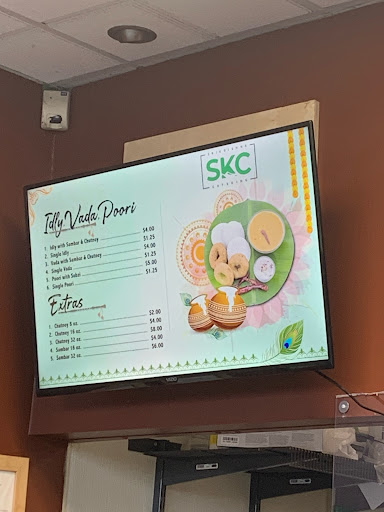 Idly, Vada, Poori
1. Idly with Sambar & Chutney $4.00
2. Single Idly $1.25
3. Vada with Sambar & Chutney $4.00
4. Single Vada $1.25
5. Poori with Sabzi $5.00
6. Single Poori $1.25
Extras
1. Chutney 8 oz. $2.00
2. Chutney 16 oz. $4.00
3. Chutney 32 oz. $8.00
4. Sambar 16 oz. $4.00
5. Sambar 32 oz. $6.00
SKC
CATERING